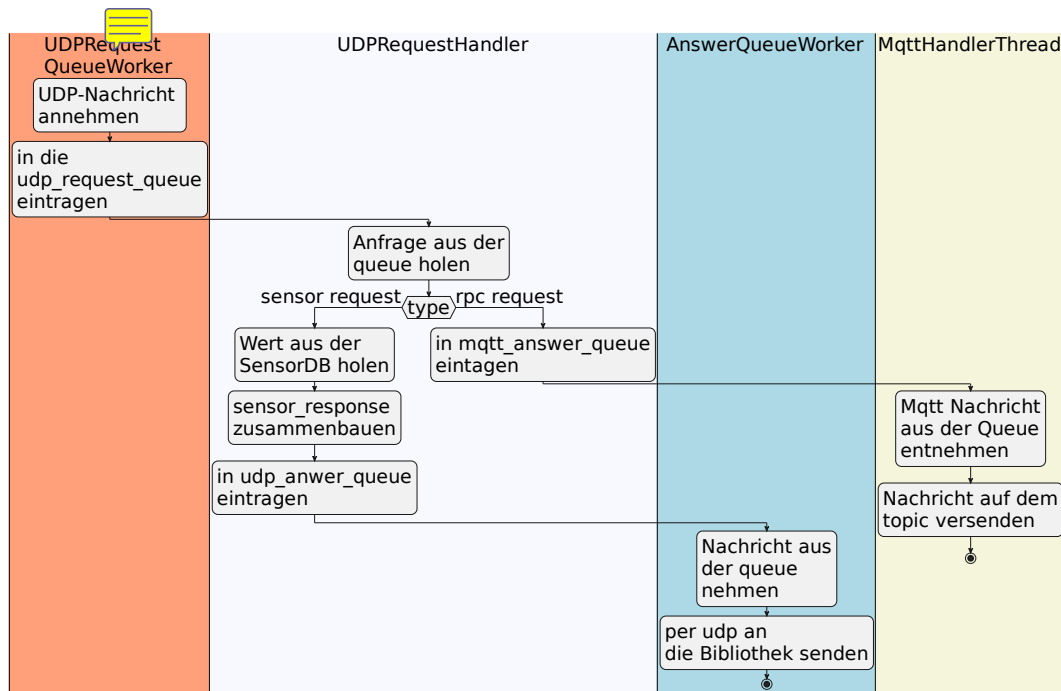 UDPRequest
QueueWorker
UDPRequestHandler
AnswerQueueWorker
MqttHandlerThread
UDP-Nachricht
annehmen
in die
udp_request_queue
eintragen
Anfrage aus der
queue holen
sensor request
type
rpc request
Wert aus der
SensorDB holen
in mqtt_answer_queue
eintagen
sensor_response
zusammenbauen
Mqtt Nachricht
aus der Queue
entnehmen
in udp_anwer_queue
eintragen
Nachricht auf dem
topic versenden
Nachricht aus
der queue
nehmen
per udp an
die Bibliothek senden